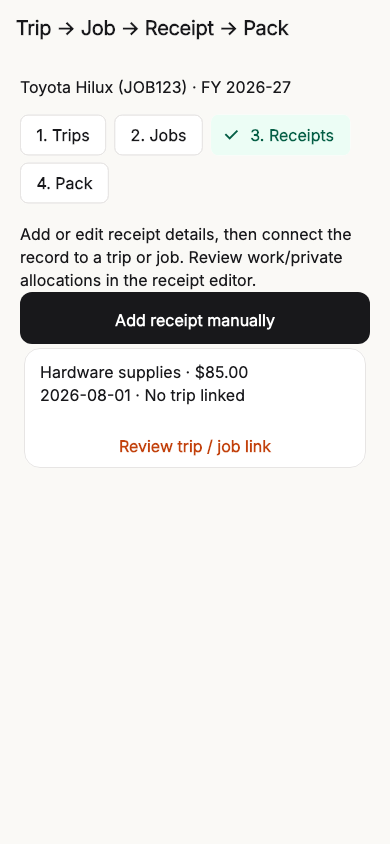 Trip → Job → Receipt → Pack
Toyota Hilux (JOB123) · FY 2026-27
1. Trips
2. Jobs
✓ 3. Receipts
4. Pack
Add or edit receipt details, then connect the
record to a trip or job. Review work/private
allocations in the receipt editor.
Add receipt manually
Hardware supplies · $85.00
2026-08-01 · No trip linked
Review trip / job link